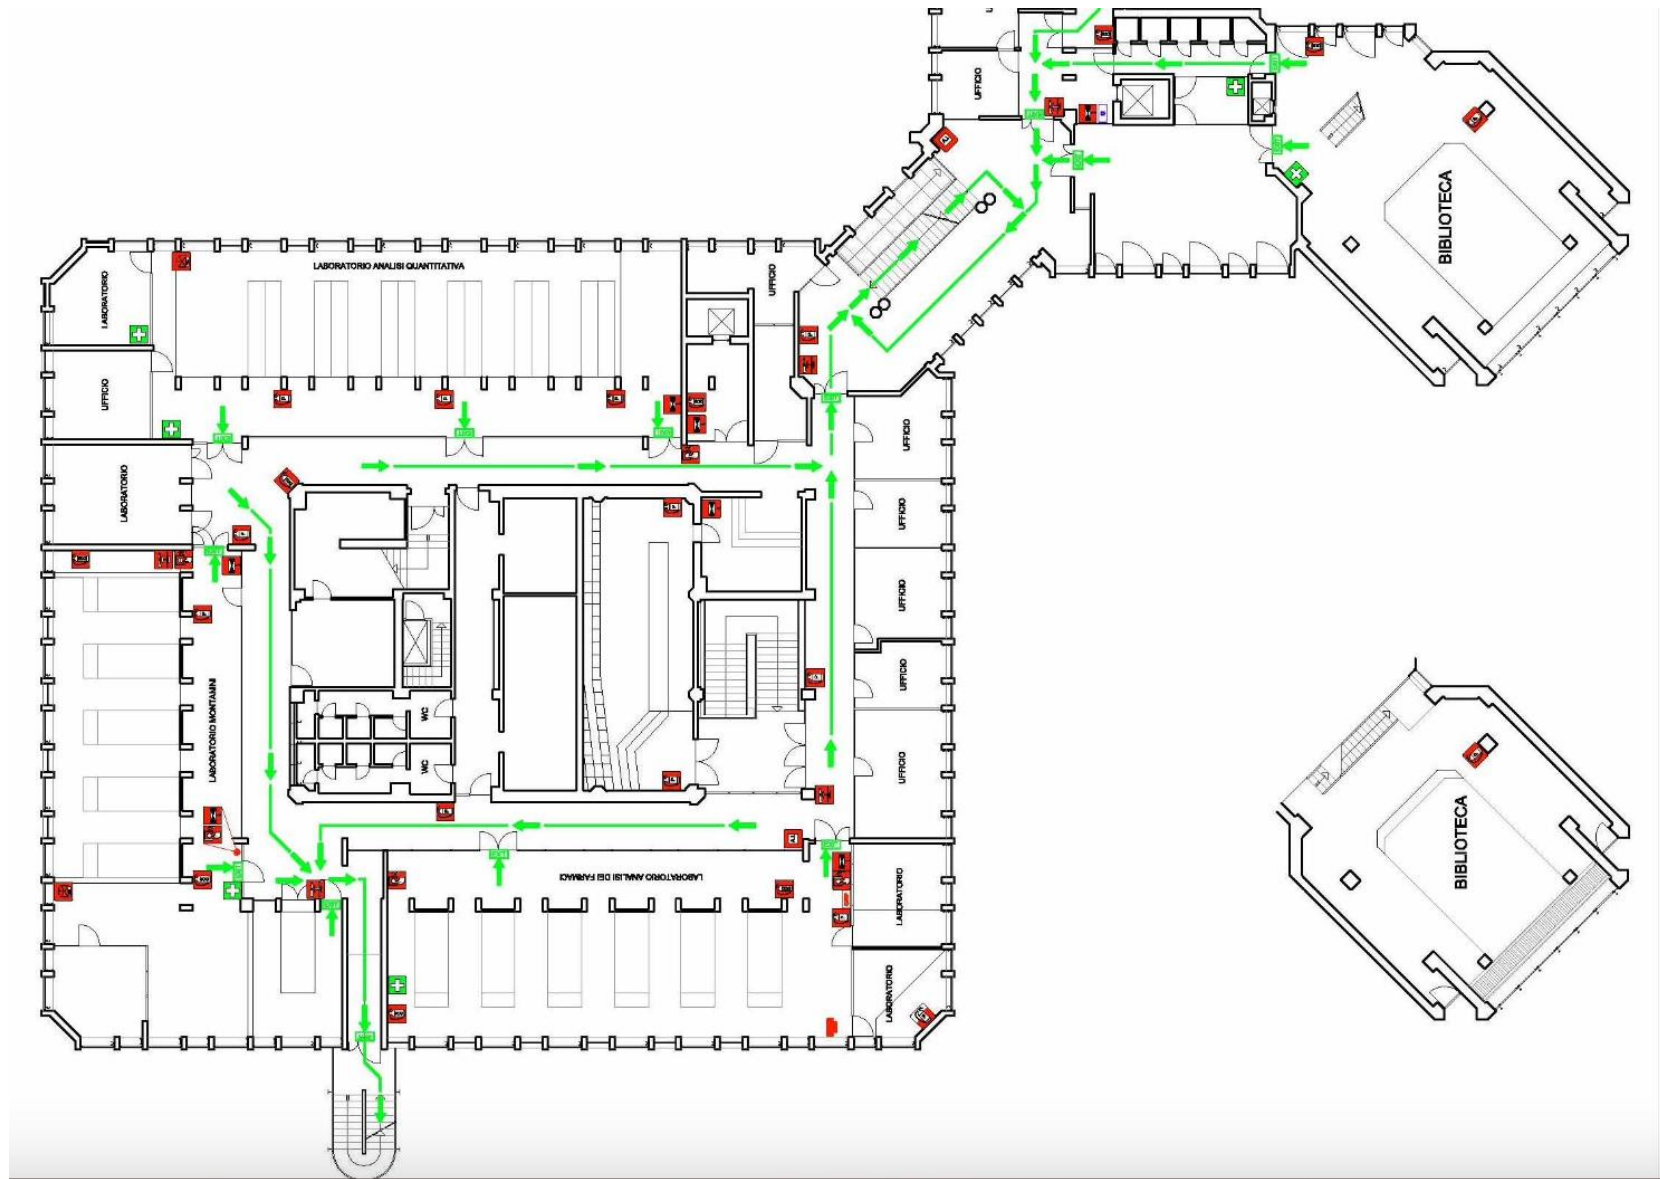 UFFICIO
BIBLIOTECA
LABORATORIO ANALISI QUANTITATIVA
UFFICIO
LABORATORIO
UFFICIO
LABORATORIO
UFFICIO
UFFICIO
UFFICIO
UFFICIO
UFFICIO
LABORATORIO MONTANINI
WC
WC
LABORATORIO ANALISI DEI FARMACI
LABORATORIO
LABORATORIO
BIBLIOTECA